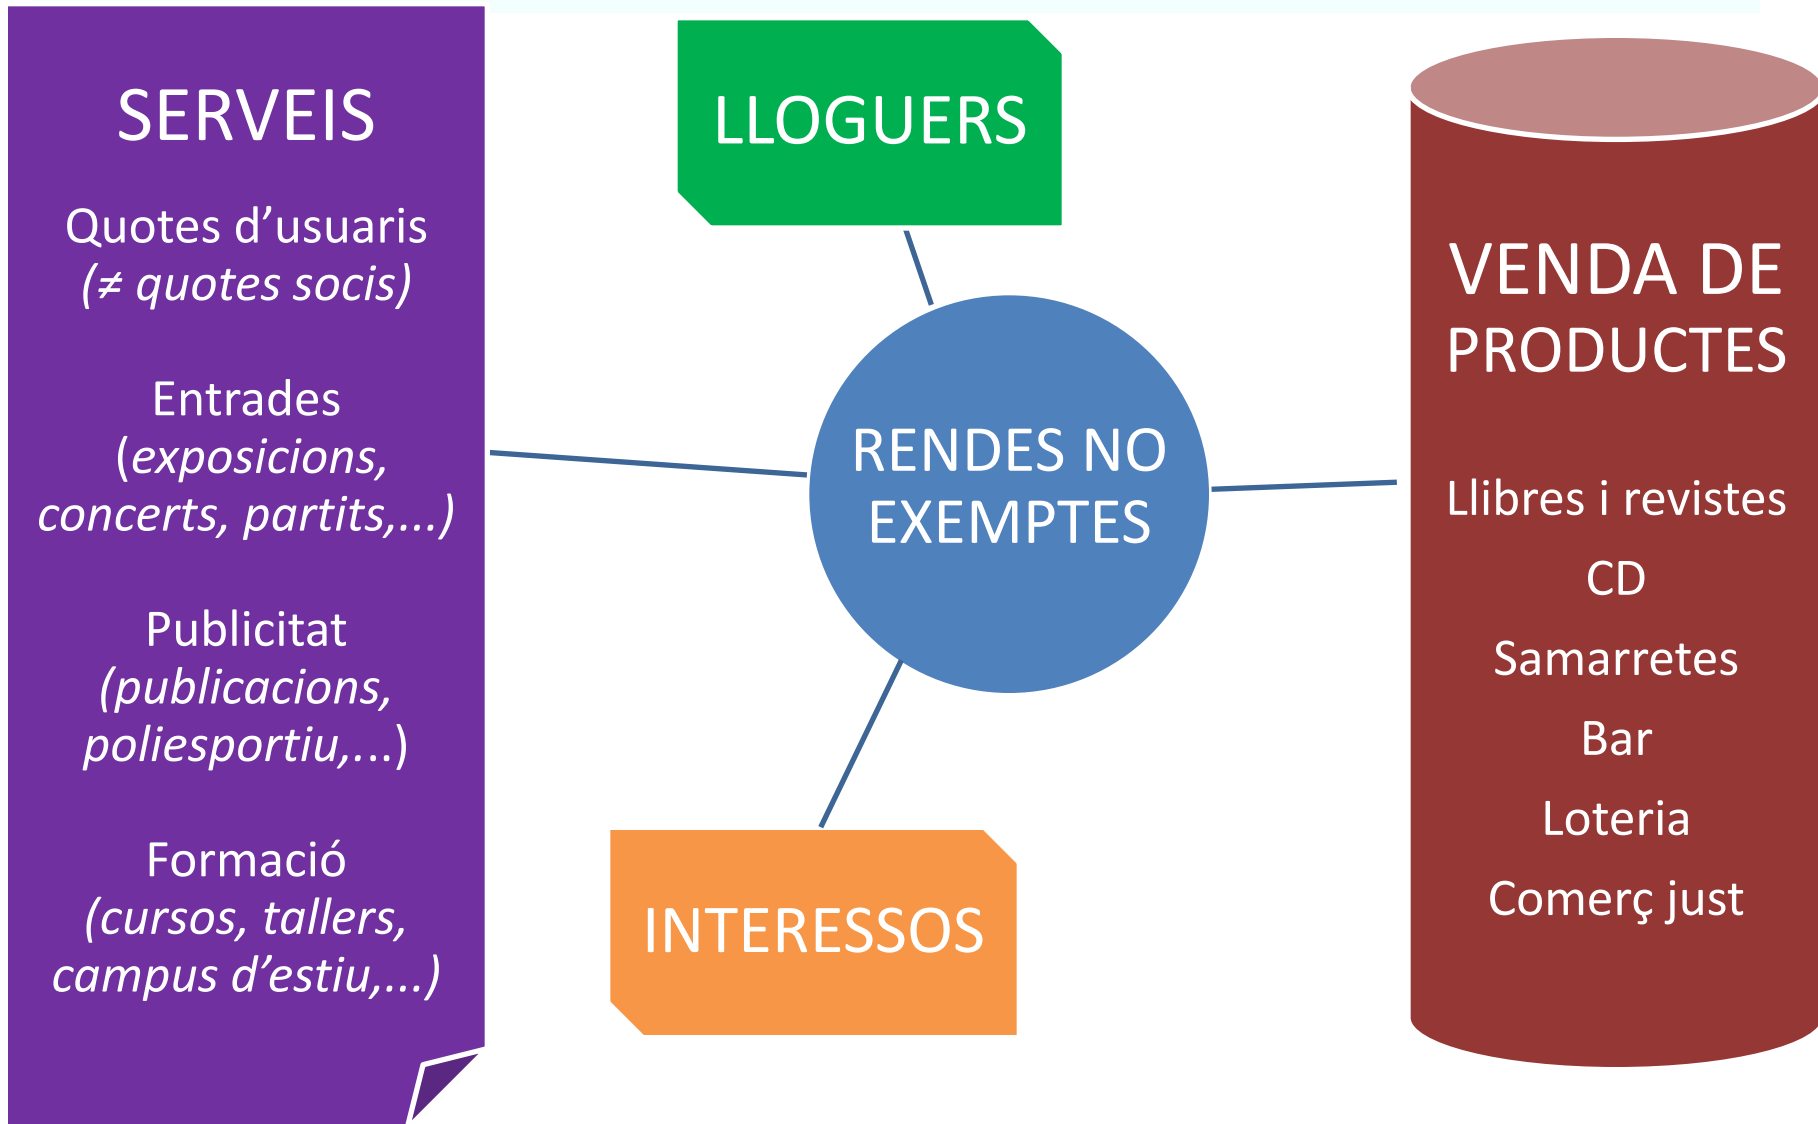 SERVEIS
Quotes d’usuaris
(≠ quotes socis)
Entrades
(exposicions,
concerts, partits,...)
Publicitat
(publicacions,
poliesportiu,...)
Formació
(cursos, tallers,
campus d’estiu,...)
LLOGUERS
RENDES NO
EXEMPTES
INTERESSOS
VENDA DE
PRODUCTES
Llibres i revistes
CD
Samarretes
Bar
Loteria
Comerç just